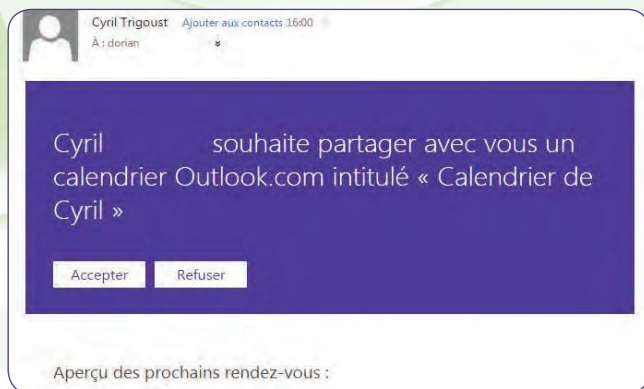 Cyril Trigoust Ajouter aux contacts 16:00
À : dorian
Cyril souhaite partager avec vous un
calendrier Outlook.com intitulé « Calendrier de
Cyril »
Accepter Refuser
Aperçu des prochains rendez-vous :